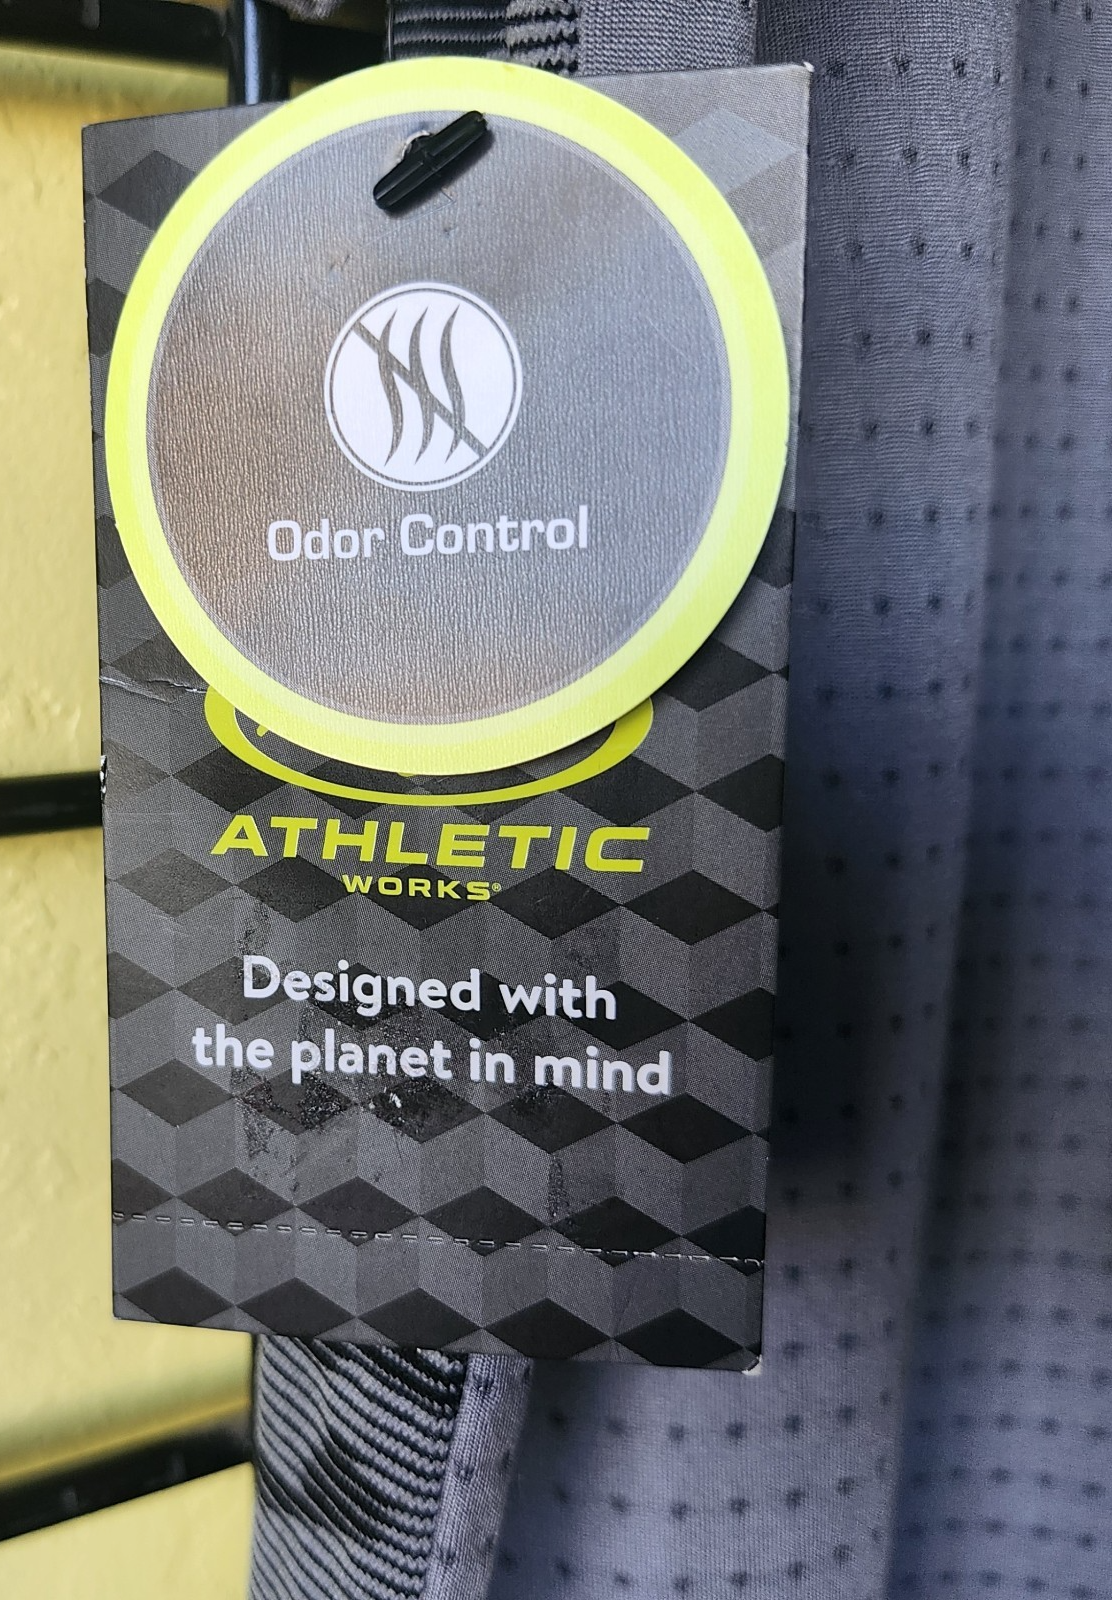 Odor Control
ATHLETIC
WORKS®
Designed with
the planet in mind